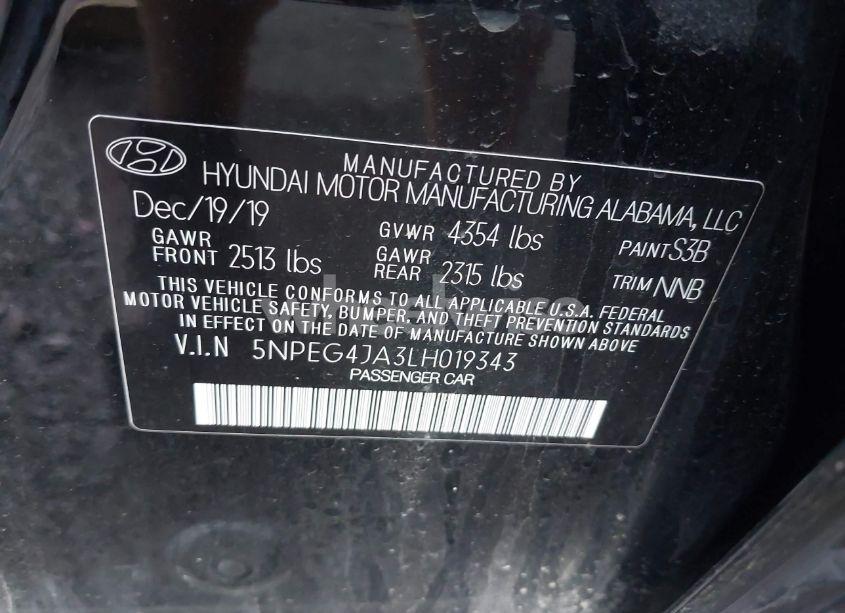 MANUFACTURED BY
HYUNDAI MOTOR MANUFACTURING ALABAMA, LLC
Dec/19/19 GVWR 4354 lbs PAINT S3B
GAWR FRONT 2513 lbs GAWR REAR 2315 lbs TRIM NNB
THIS VEHICLE CONFORMS TO ALL APPLICABLE U.S.A. FEDERAL
MOTOR VEHICLE SAFETY, BUMPER, AND THEFT PREVENTION STANDARDS
IN EFFECT ON THE DATE OF MANUFACTURE SHOWN ABOVE.
V.I.N 5NPEG4JA3LH019343
PASSENGER CAR